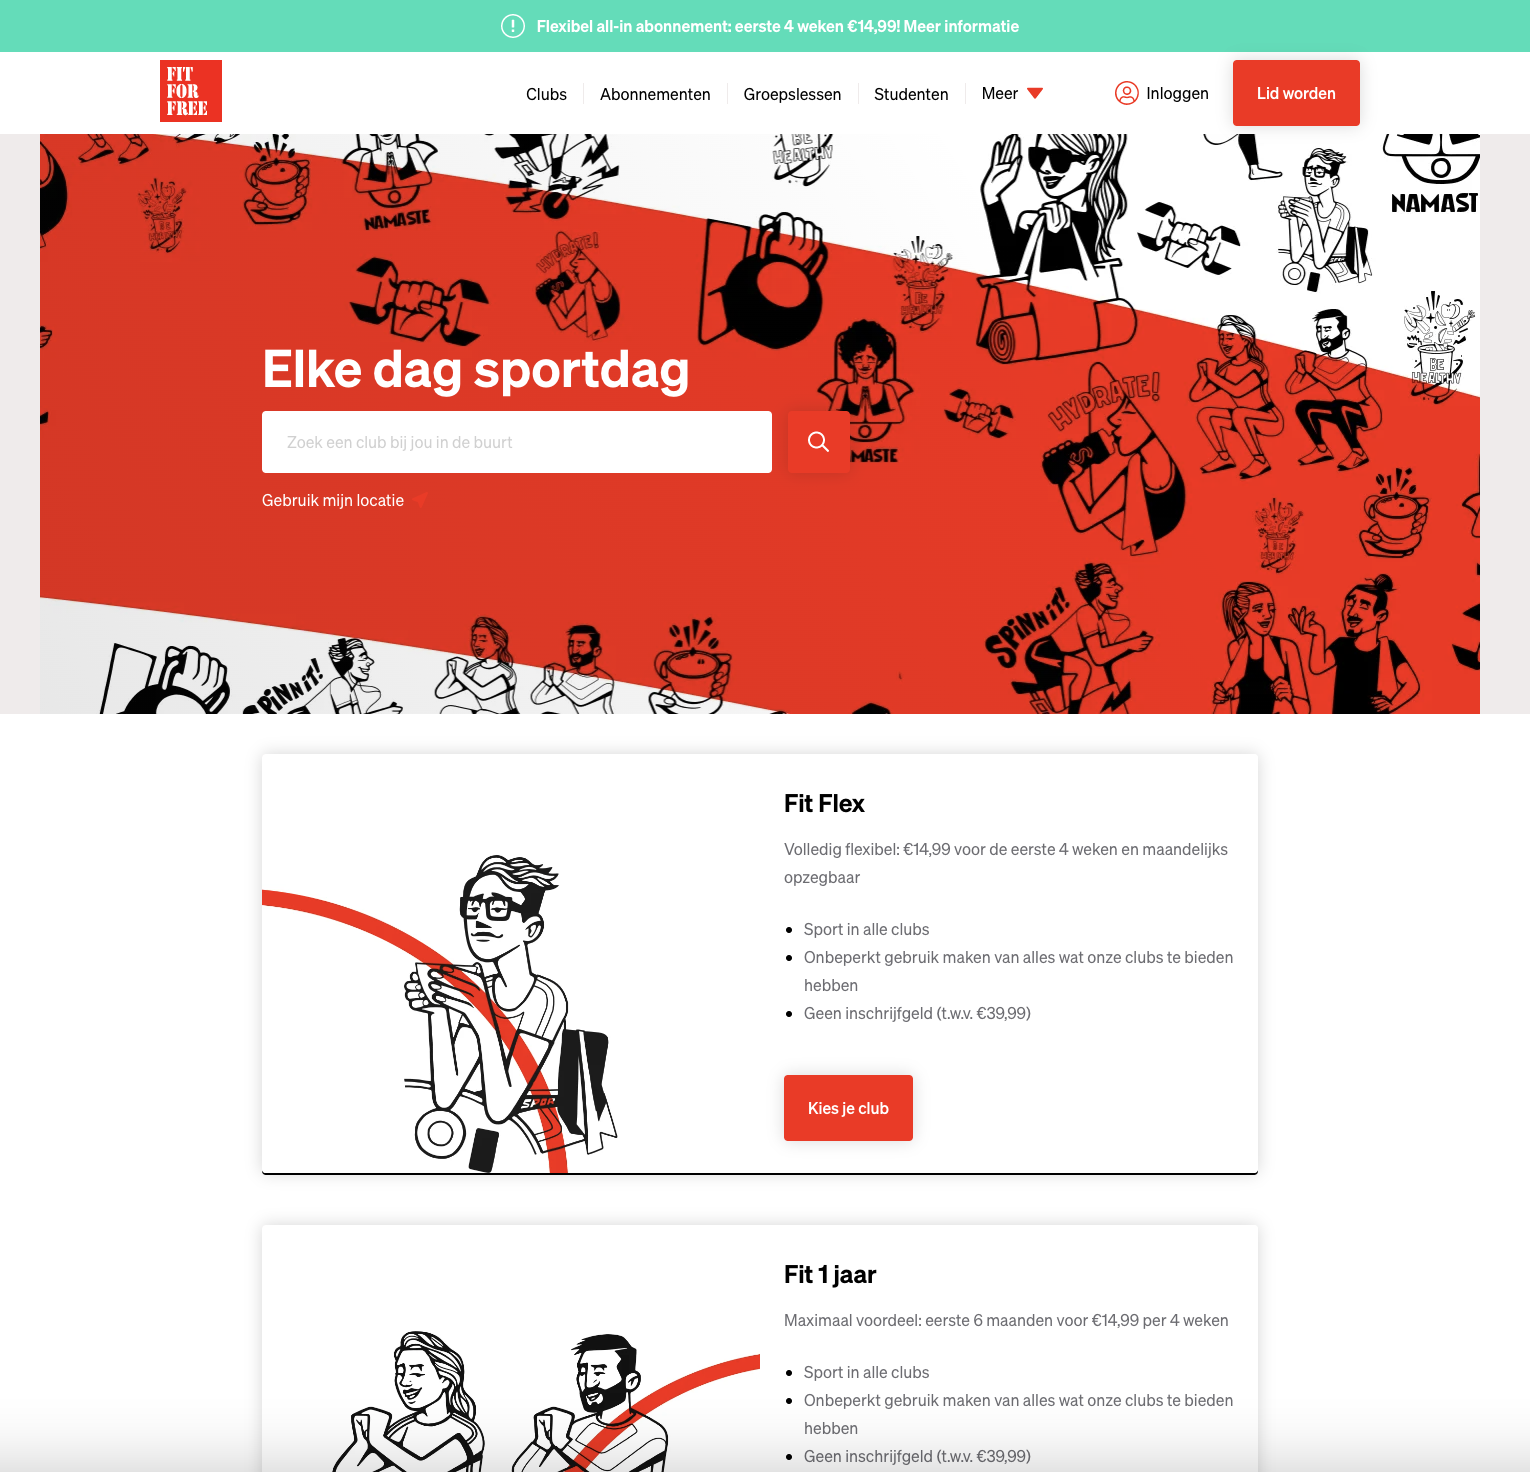 Flexibel all-in abonnement: eerste 4 weken €14,99! Meer informatie
FIT
FOR
FREE
Clubs
Abonnementen
Groepslessen
Studenten
Meer
Inloggen
Lid worden
BE
HEALTHY
NAMASTE
NAMAST
HYDRATE!
BE
HEALTHY
Elke dag sportdag
HYDRATE!
Zoek een club bij jou in de buurt
MASTE
Gebruik mijn locatie
SPINN iT!
SPINN iT!
Fit Flex
Volledig flexibel: €14,99 voor de eerste 4 weken en maandelijks
opzegbaar
Sport in alle clubs
Onbeperkt gebruik maken van alles wat onze clubs te bieden
hebben
Geen inschrijfgeld (t.w.v. €39,99)
SPOR
Kies je club
Fit 1 jaar
Maximaal voordeel: eerste 6 maanden voor €14,99 per 4 weken
Sport in alle clubs
Onbeperkt gebruik maken van alles wat onze clubs te bieden
hebben
Geen inschrijfgeld (t.w.v. €39,99)